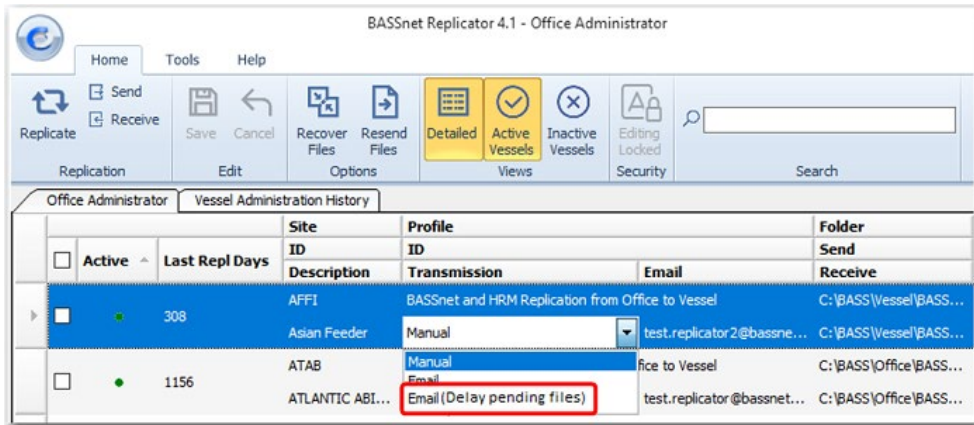 BASSnet Replicator 4.1 - Office Administrator
Home Tools Help
Replicate
Send
Receive
Replication
Save Cancel
Edit
Recover Files
Resend Files
Options
Detailed
Active Vessels
Inactive Vessels
Views
Editing Locked
Security
Search
Office Administrator Vessel Administration History
Site Profile Folder
Active Last Repl Days ID ID Send
Description Transmission Email Receive
AFFI BASSnet and HRM Replication from Office to Vessel C:\BASS\Vessel\BASS...
308
Asian Feeder Manual test.replicator2@bassne... C:\BASS\Vessel\BASS...
Manual
ATAB fice to Vessel C:\BASS\Office\BASS...
1156
Email
ATLANTIC ABI... Email(Delay pending files) test.replicator@bassnet... C:\BASS\Office\BASS...